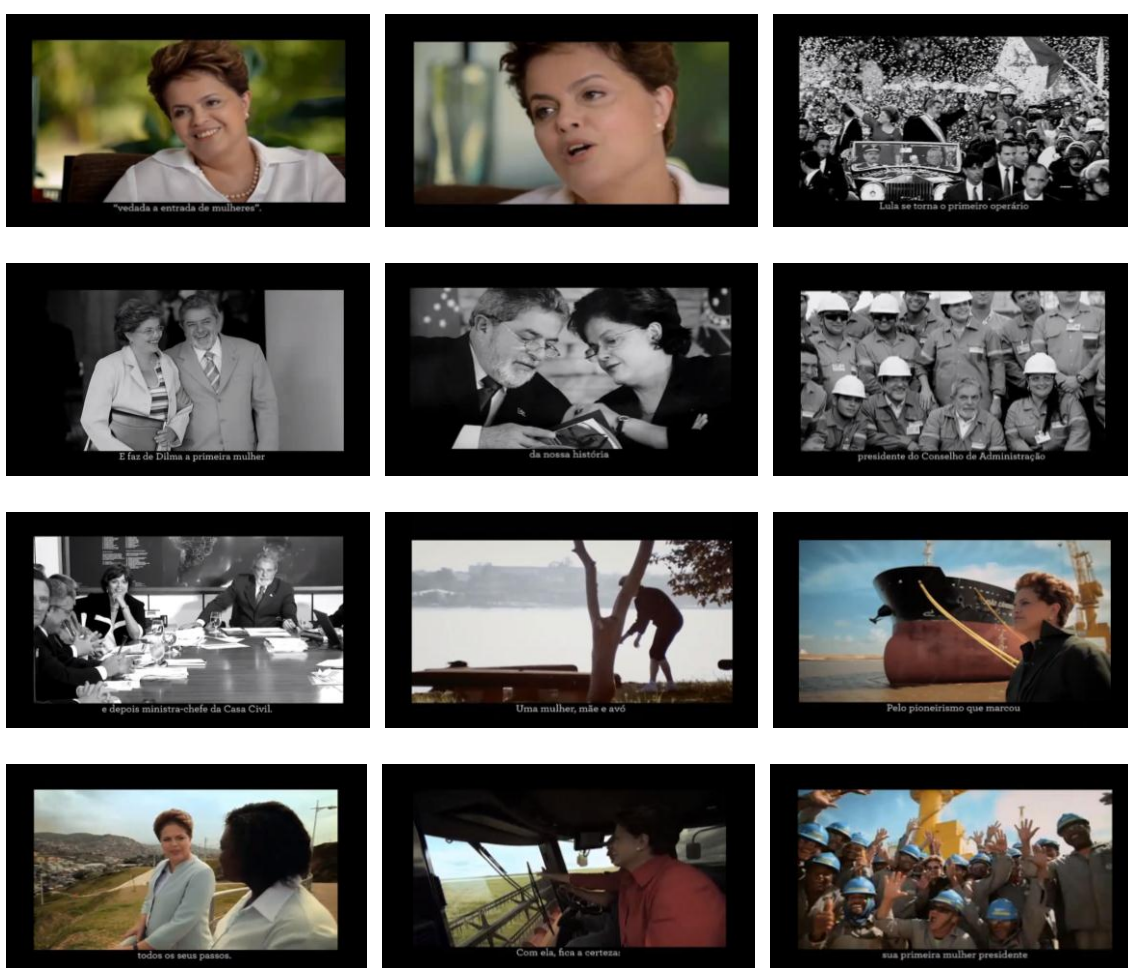 "vedada a entrada de mulheres".
Lula se torna o primeiro operário
E faz de Dilma a primeira mulher
da nossa história
presidente do Conselho de Administração
e depois ministra-chefe da Casa Civil.
Uma mulher, mãe e avó
Pelo pioneirismo que marcou
todos os seus passos.
Com ela, fica a certeza:
sua primeira mulher presidente